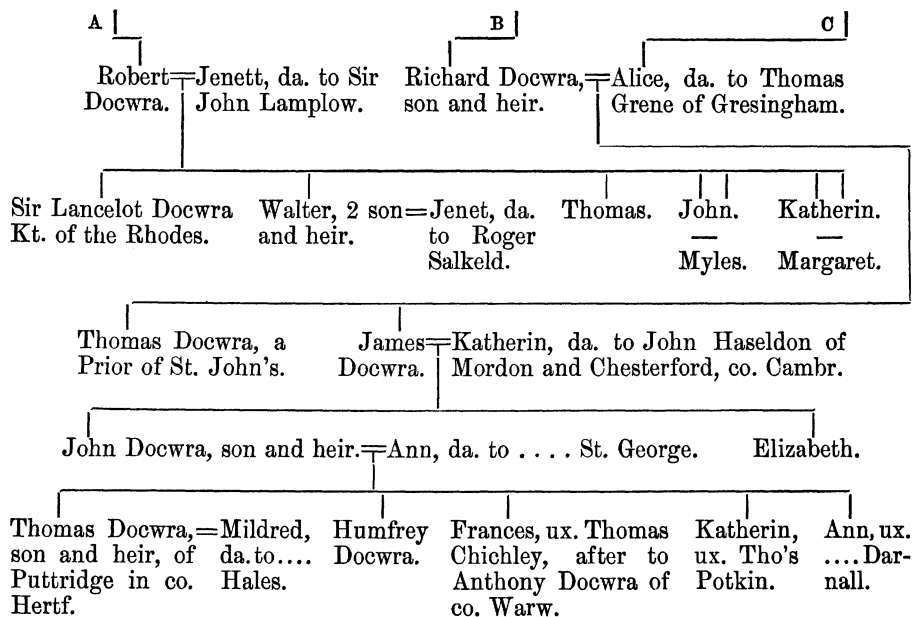 A B C
Robert=Jenett, da. to Sir Richard Docwra,=Alice, da. to Thomas
Docwra. John Lamplow. son and heir. Grene of Gresingham.
Sir Lancelot Docwra Walter, 2 son=Jenet, da. Thomas. John. Katherin.
Kt. of the Rhodes. and heir. to Roger — —
Salkeld. Myles. Margaret.
Thomas Docwra, a James=Katherin, da. to John Haseldon of
Prior of St. John's. Docwra. Mordon and Chesterford, co. Cambr.
John Docwra, son and heir.=Ann, da. to .... St. George. Elizabeth.
Thomas Docwra,=Mildred, Humfrey Frances, ux. Thomas Katherin, Ann, ux.
son and heir, of da. to.... Docwra. Chichley, after to ux. Tho's ....Dar-
Puttridge in co. Hales. Anthony Docwra of Potkin. nall.
Hertf. co. Warw.